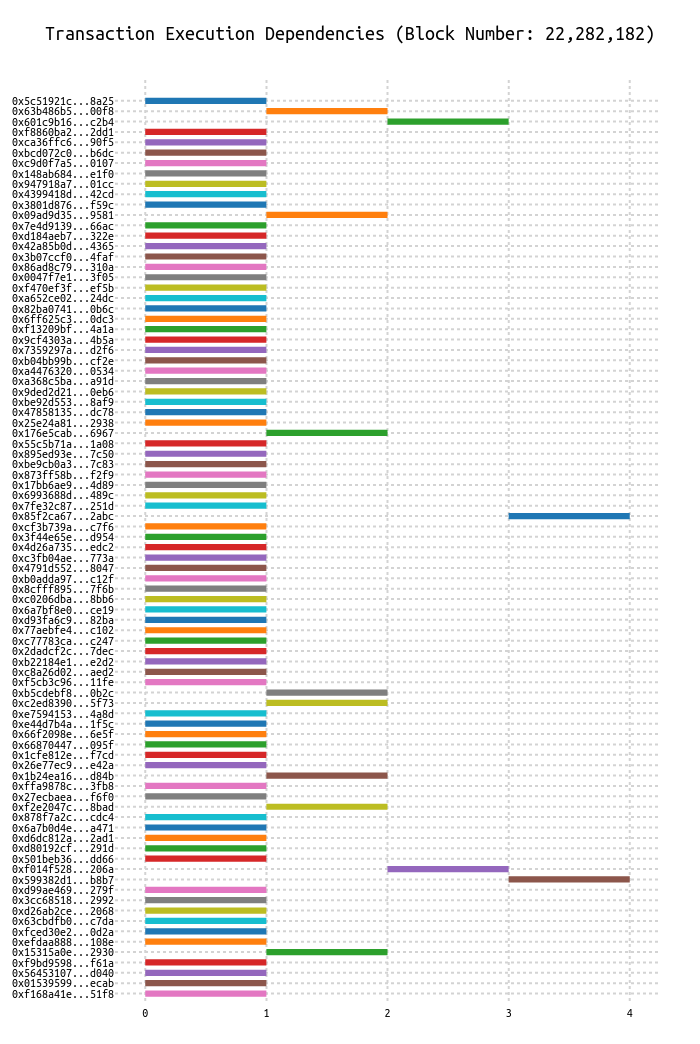 Transaction Execution Dependencies (Block Number: 22,282,182)
0x5c51921c...8a25
0x63b486b5...00f8
0x601c9b16...c2b4
0xf8860ba2...2dd1
0xca36ffc6...90f5
0xbcd072c0...b6dc
0xc9d0f7a5...0107
0x148ab684...e1f0
0x947918a7...01cc
0x4399418d...42cd
0x3801d876...f59c
0x09ad9d35...9581
0x7e4d9139...66ac
0xd184aeb7...322e
0x42a85b0d...4365
0x3b07ccf0...4faf
0x86ad8c79...310a
0x0047f7e1...3f05
0xf470ef3f...ef5b
0xa652ce02...24dc
0x82ba0741...0b6c
0x6ff625c3...0dc3
0xf13209bf...4a1a
0x9cf4303a...4b5a
0x7359297a...d2f6
0xb04bb99b...cf2e
0xa4476320...0534
0xa368c5ba...a91d
0x9ded2d21...0eb6
0xbe92d553...8af9
0x47858135...dc78
0x25e24a81...2938
0x176e5cab...6967
0x55c5b71a...1a08
0x895ed93e...7c50
0xbe9cb0a3...7c83
0x873ff58b...f2f9
0x17bb6ae9...4d89
0x6993688d...489c
0x7fe32c87...251d
0x85f2ca67...2abc
0xcf3b739a...c7f6
0x3f44e65e...d954
0x4d26a735...edc2
0xc3fb04ae...773a
0x4791d552...8047
0xb0adda97...c12f
0x8cfff895...7f6b
0xc0206dba...8bb6
0x6a7bf8e0...ce19
0xd93fa6c9...82ba
0x77aebfe4...c102
0xc77783ca...c247
0x2dadcf2c...7dec
0xb22184e1...e2d2
0xc8a26d02...aed2
0xf5cb3c96...11fe
0xb5cdebf8...0b2c
0xc2ed8390...5f73
0xe7594153...4a8d
0xe44d7b4a...1f5c
0x66f2098e...6e5f
0x66870447...095f
0x1cfe812e...f7cd
0x26e77ec9...e42a
0x1b24ea16...d84b
0xffa9878c...3fb8
0x27ecbaea...f6f0
0xf2e2047c...8bad
0x878f7a2c...cdc4
0x6a7b0d4e...a471
0xd6dc812a...2ad1
0xd80192cf...291d
0x501beb36...dd66
0xf014f528...206a
0x599382d1...b8b7
0xd99ae469...279f
0x3cc68518...2992
0xd26ab2ce...2068
0x63cbdfb0...c7da
0xfced30e2...0d2a
0xefdaa888...108e
0x15315a0e...2930
0xf9bd9598...f61a
0x56453107...d040
0x01539599...ecab
0xf168a41e...51f8
0 1 2 3 4